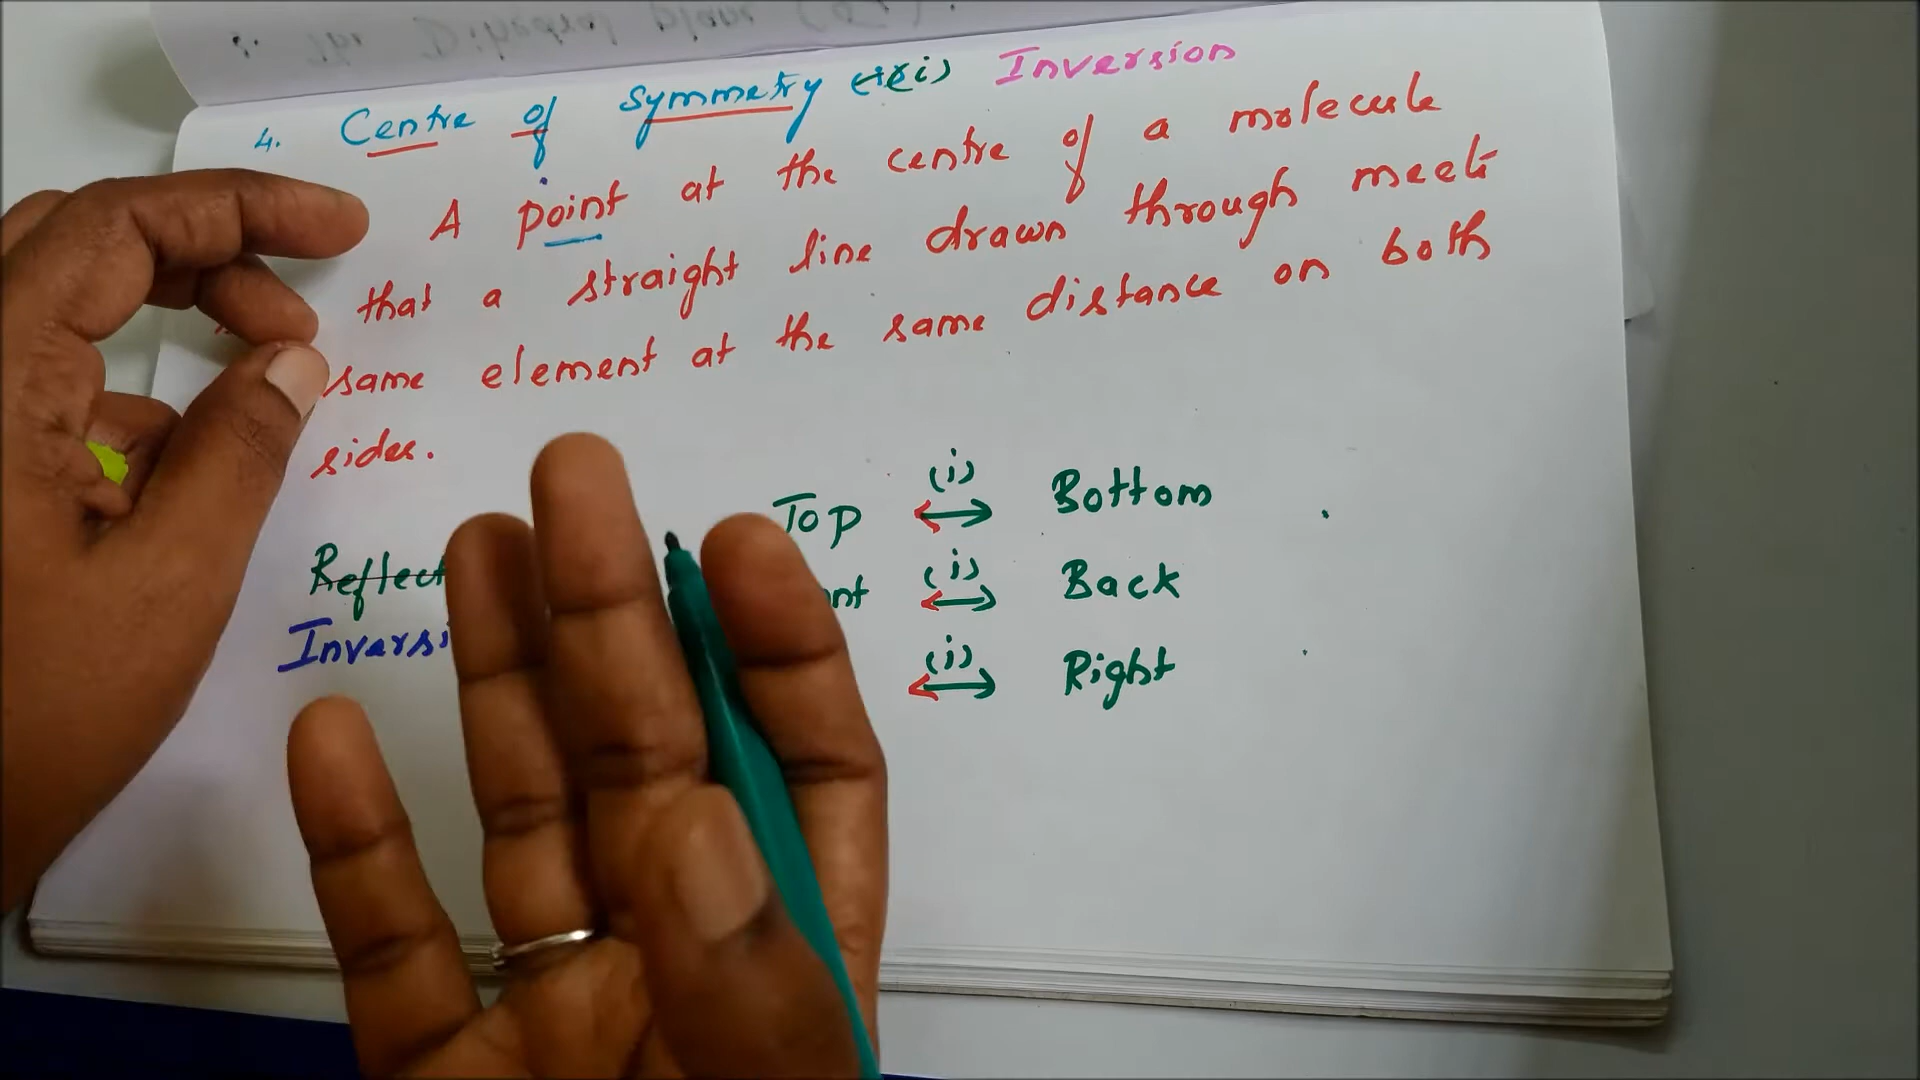 4. Centre of Symmetry (i) Inversion
A point at the centre of a molecule
that a straight line drawn through meets
same element at the same distance on both
sides.
Top (i) Bottom
Reflect (i) Back
Inversi (i) Right